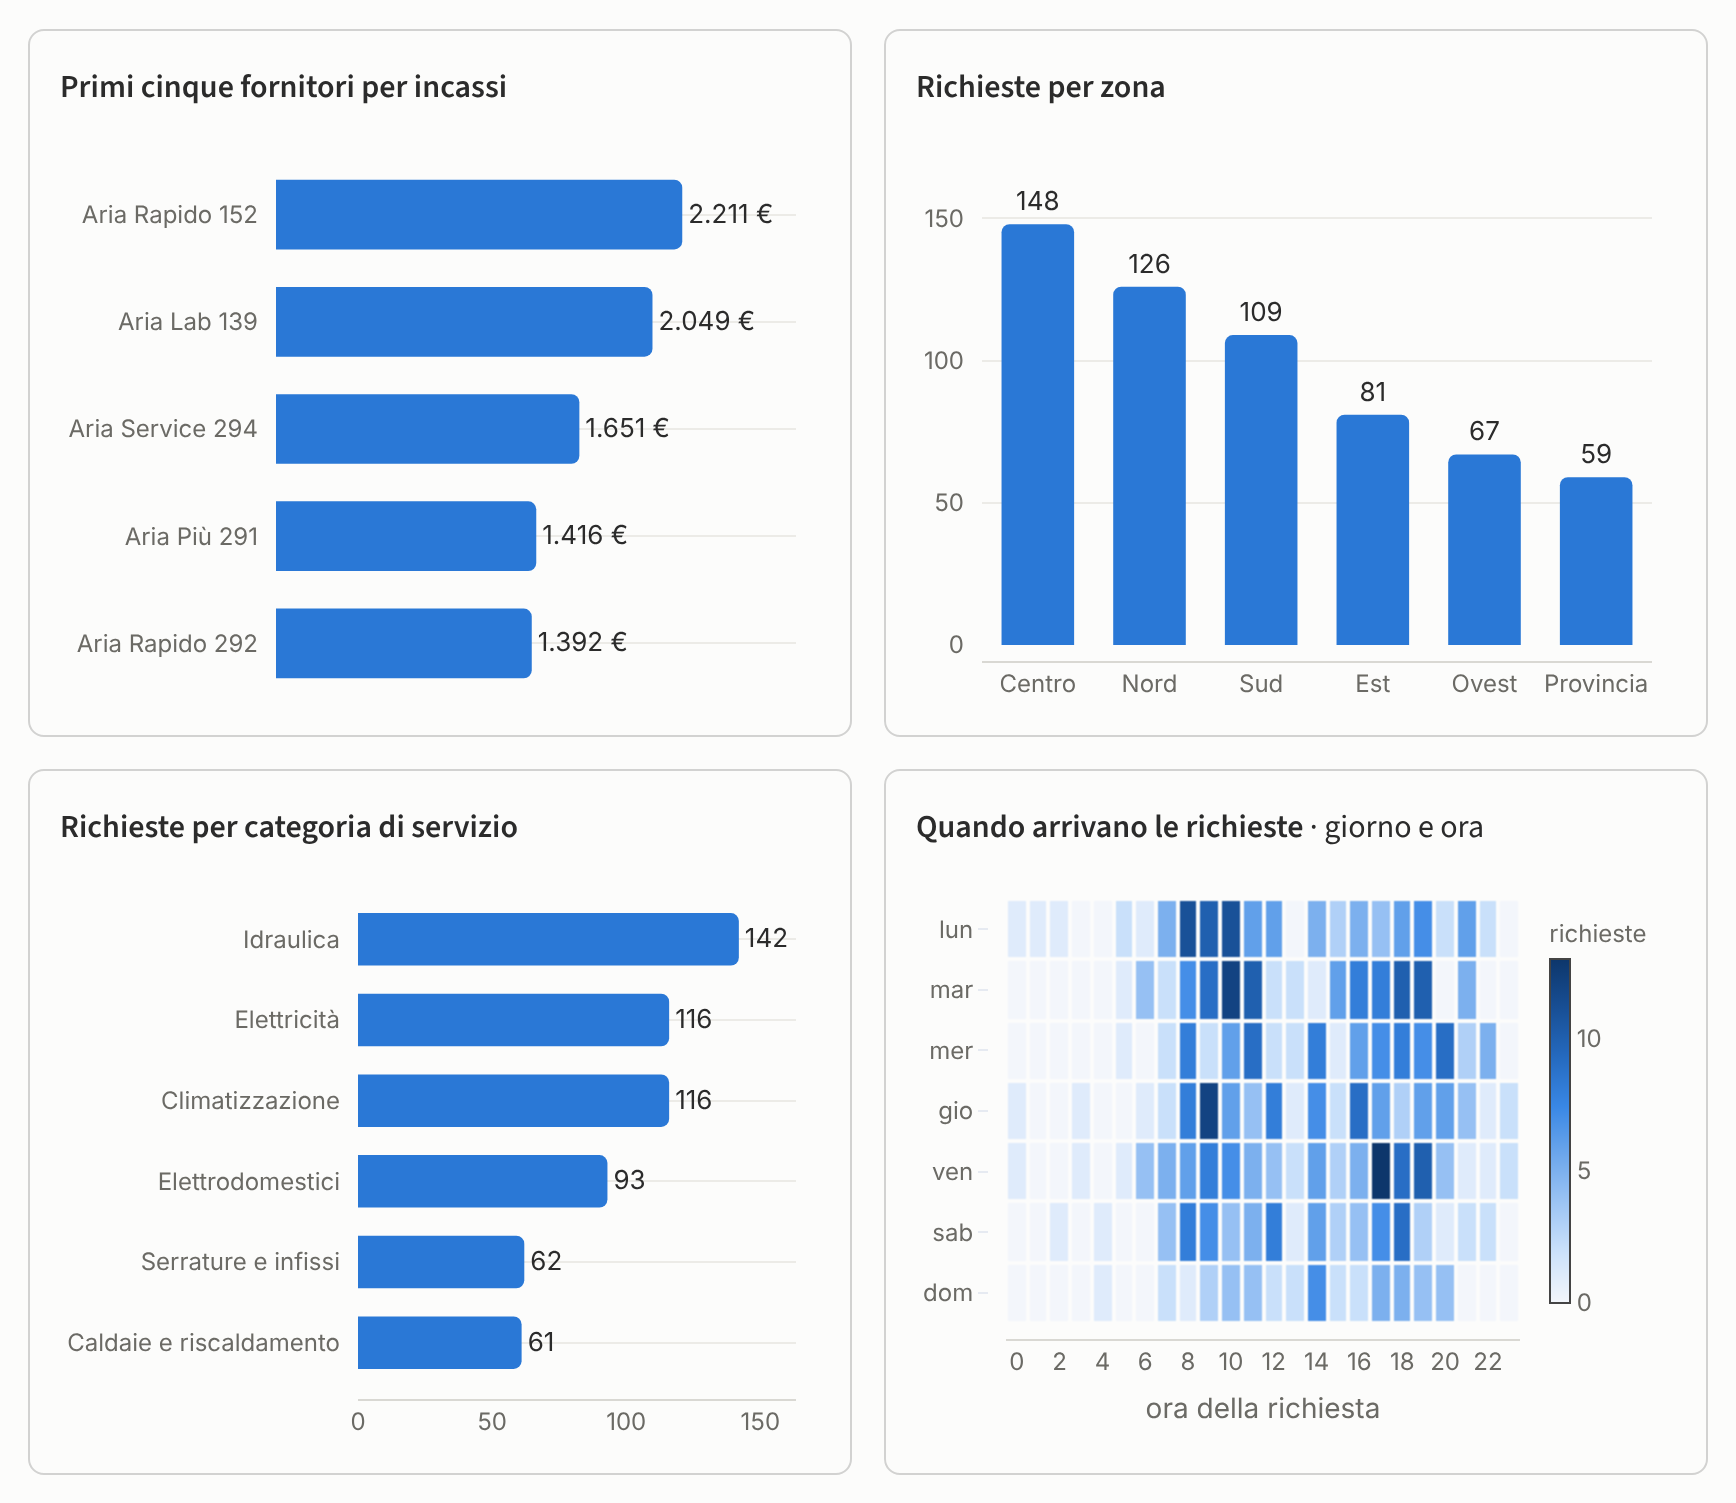 Primi cinque fornitori per incassi
Aria Rapido 152 2.211 €
Aria Lab 139 2.049 €
Aria Service 294 1.651 €
Aria Più 291 1.416 €
Aria Rapido 292 1.392 €
Richieste per zona
150
100
50
0
148
126
109
81
67
59
Centro Nord Sud Est Ovest Provincia
Richieste per categoria di servizio
Idraulica 142
Elettricità 116
Climatizzazione 116
Elettrodomestici 93
Serrature e infissi 62
Caldaie e riscaldamento 61
0 50 100 150
Quando arrivano le richieste · giorno e ora
lun
mar
mer
gio
ven
sab
dom
0 2 4 6 8 10 12 14 16 18 20 22
ora della richiesta
richieste
10
5
0